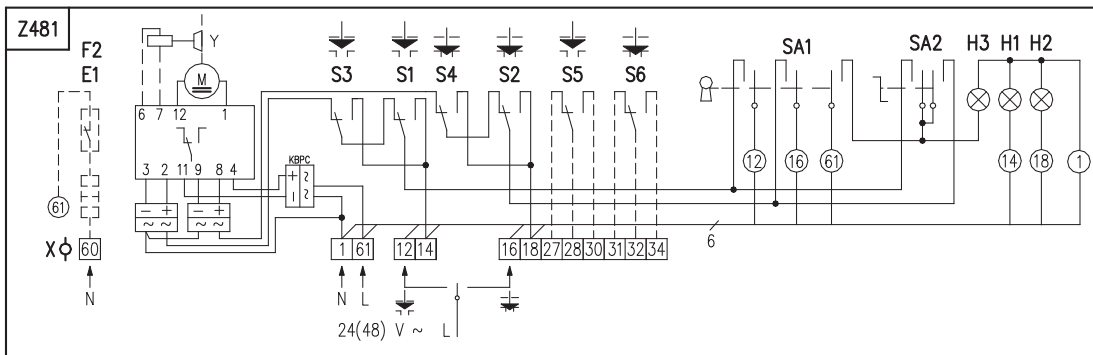 Z481
F2
E1
Y
M
S3 S1 S4 S2 S5 S6
SA1 SA2 H3 H1 H2
6 7 12 1
3 2 11 9 8 4
KBPC
+ ~
− ~
− +
~ ~
− +
~ ~
61
12 16 61 14 18 1
6
X 60
1 61 12 14 16 18 27 28 30 31 32 34
N
N L
24(48) V ~ L